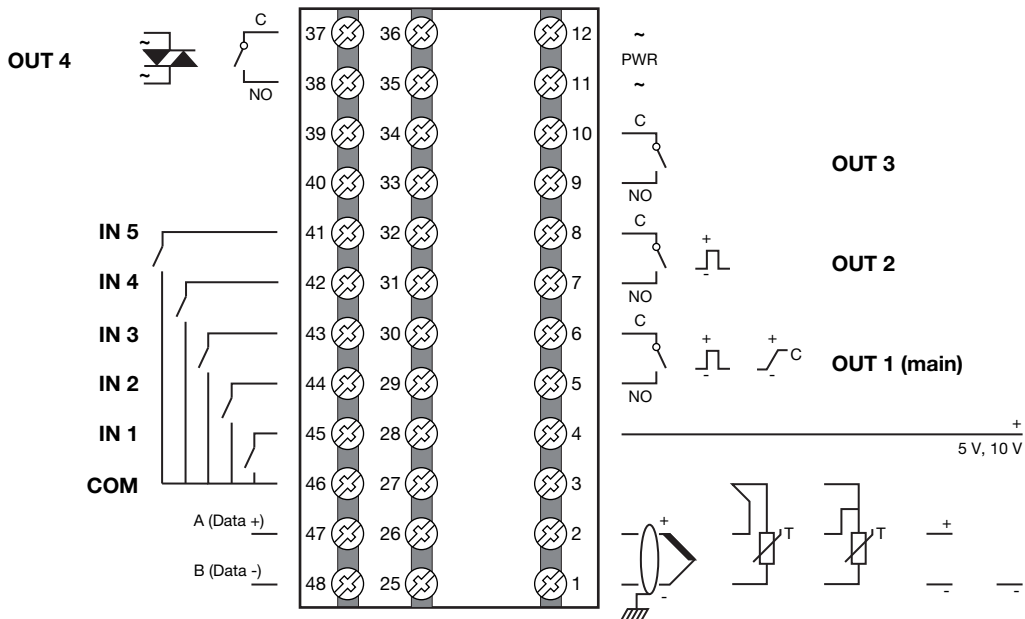 OUT 4
~
~
C
NO
37 36 12
~
PWR
38 35 11
~
39 34 10
C
NO
OUT 3
40 33 9
IN 5
41 32 8
C
NO
+
-
OUT 2
IN 4
42 31 7
IN 3
43 30 6
C
NO
+
-
+
-
C
OUT 1 (main)
IN 2
44 29 5
IN 1
45 28 4
+
5 V, 10 V
COM
46 27 3
A (Data +)
47 26 2
+
T
T
+
B (Data -)
48 25 1
-
-
-